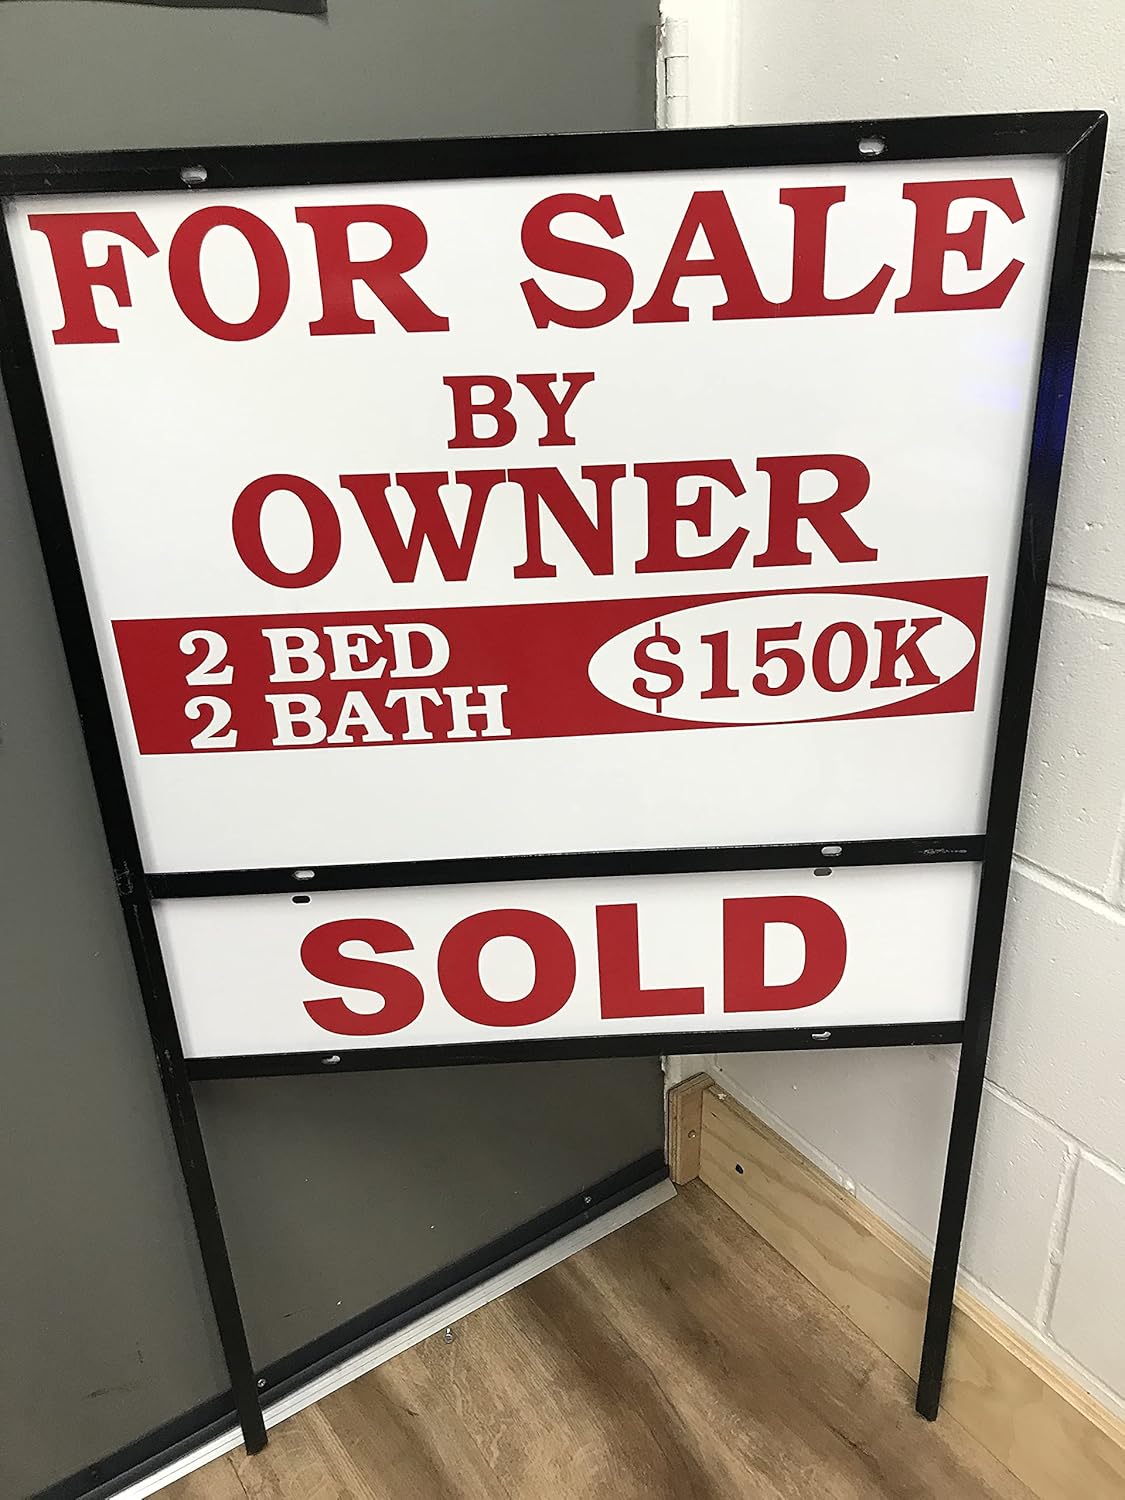 FOR SALE
BY
OWNER
2 BED
2 BATH
$150K
SOLD